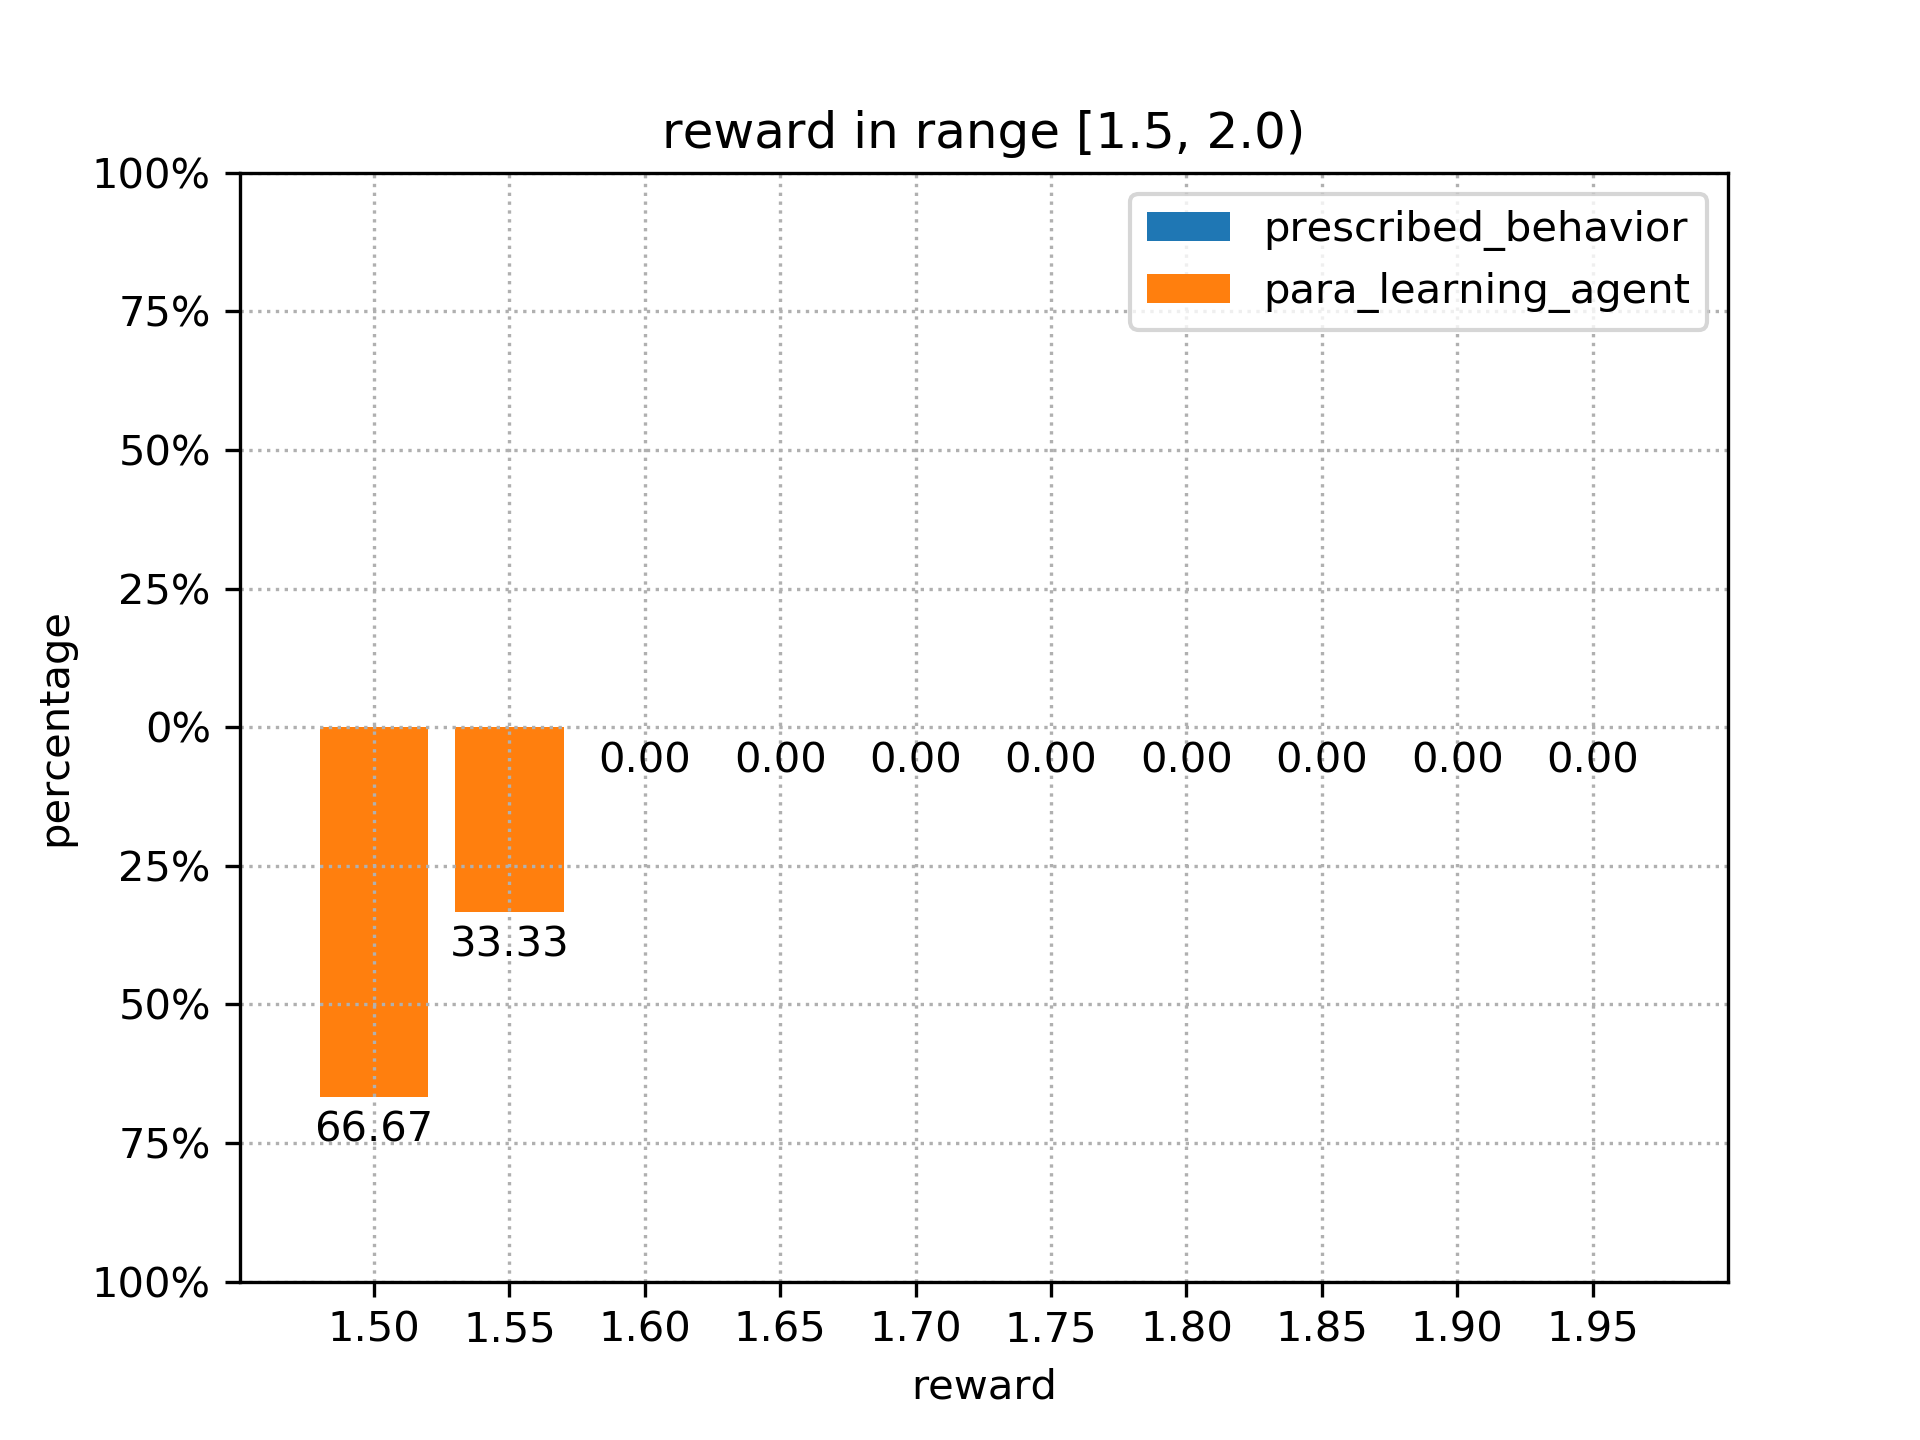 reward in range [1.5, 2.0)
prescribed_behavior
para_learning_agent
percentage
100%
75%
50%
25%
0%
25%
50%
75%
100%
66.67
33.33
0.00 0.00 0.00 0.00 0.00 0.00 0.00 0.00
1.50 1.55 1.60 1.65 1.70 1.75 1.80 1.85 1.90 1.95
reward